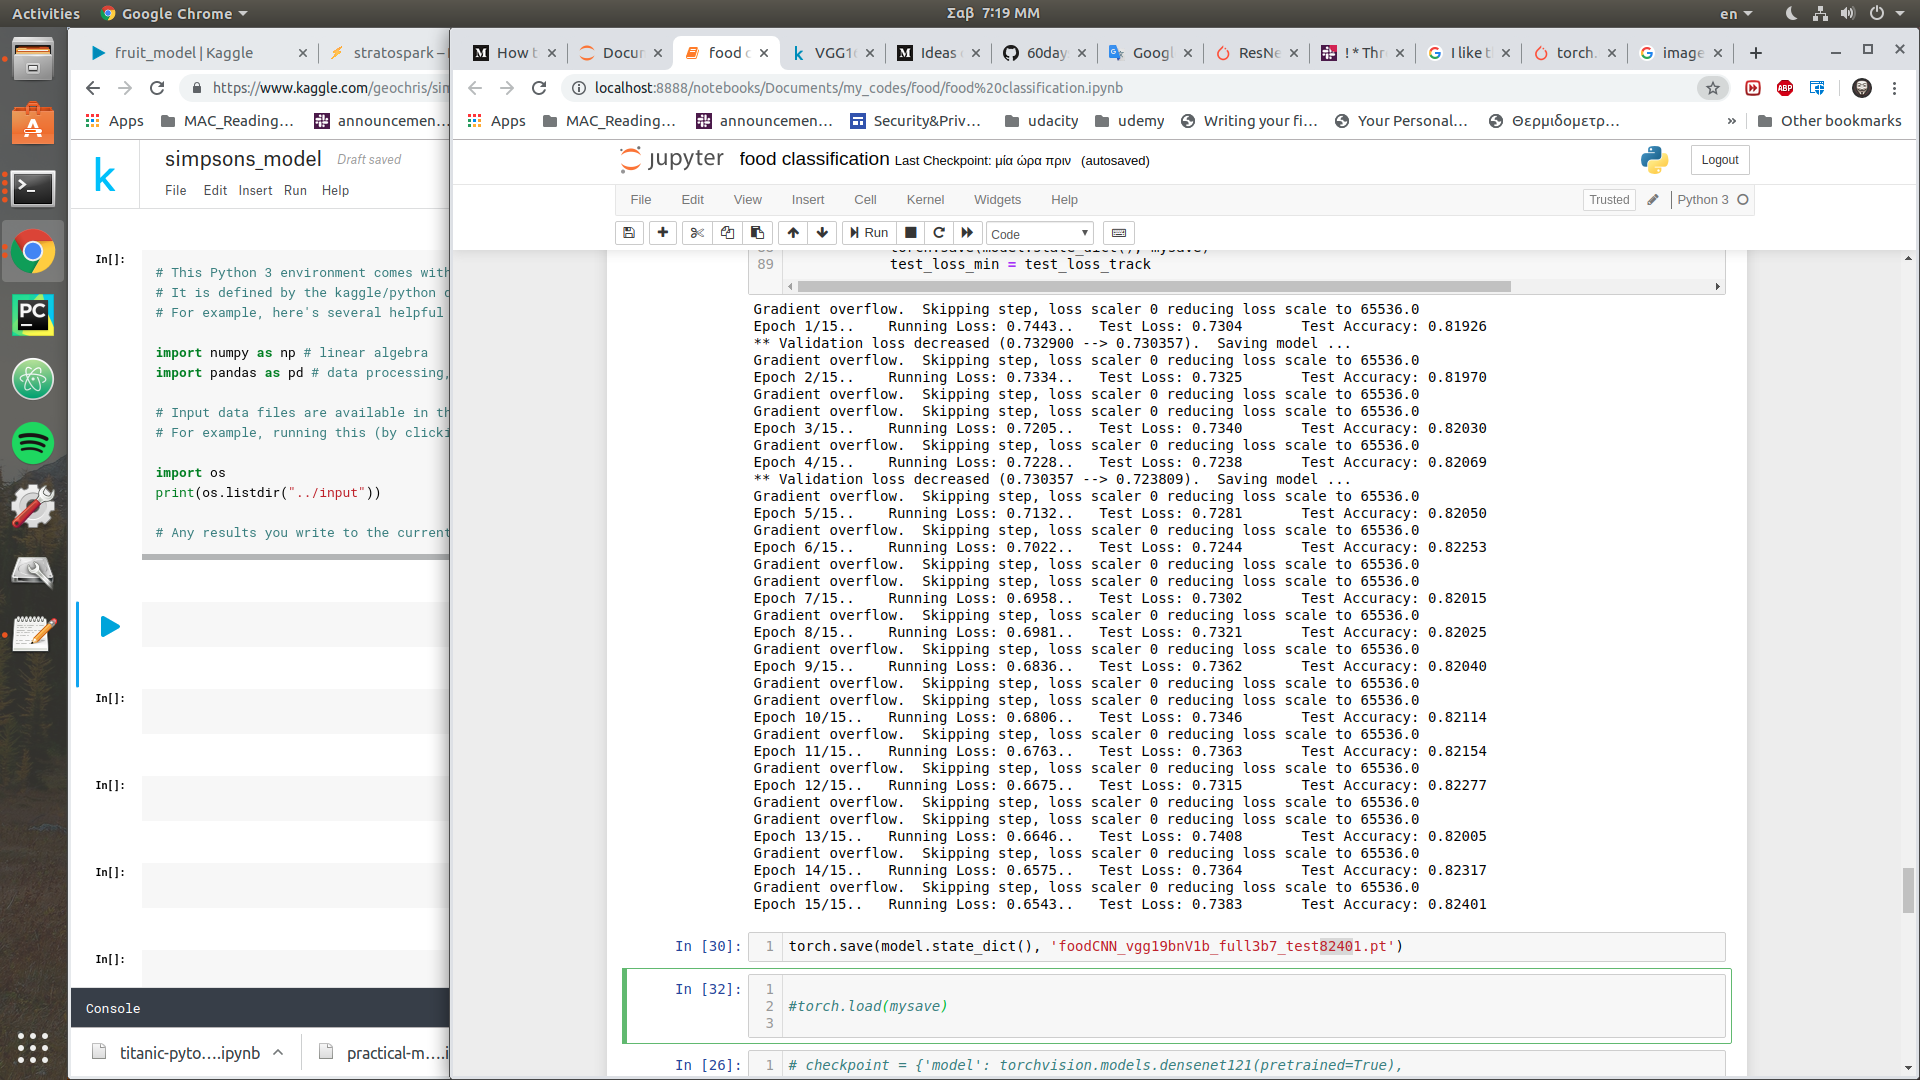 Activities Google Chrome Σαβ 7:19 ΜΜ en
fruit_model | Kaggle stratospark –
https://www.kaggle.com/geochris/sim
Apps MAC_Reading... announcemen...
simpsons_model Draft saved
File Edit Insert Run Help
In[]:
# This Python 3 environment comes with
# It is defined by the kaggle/python
# For example, here's several helpful
import numpy as np # linear algebra
import pandas as pd # data processing,
# Input data files are available in th
# For example, running this (by clicki
import os
print(os.listdir("../input"))
# Any results you write to the current
In[]:
In[]:
In[]:
In[]:
Console
titanic-pyto....ipynb practical-m....i
How t Docum food c VGG16 Ideas 60day Googl ResNe ! * Thr I like t torch. image
localhost:8888/notebooks/Documents/my_codes/food/food%20classification.ipynb
ABP
Apps MAC_Reading... announcemen... Security&Priv... udacity udemy Writing your fi... Your Personal... Θερμιδομετρ... » Other bookmarks
jupyter food classification Last Checkpoint: μία ώρα πριν (autosaved) Logout
File Edit View Insert Cell Kernel Widgets Help Trusted Python 3
Run Code
torch.save(model.state_dict(), mysave)
89 test_loss_min = test_loss_track
Gradient overflow. Skipping step, loss scaler 0 reducing loss scale to 65536.0
Epoch 1/15.. Running Loss: 0.7443.. Test Loss: 0.7304 Test Accuracy: 0.81926
** Validation loss decreased (0.732900 --> 0.730357). Saving model ...
Gradient overflow. Skipping step, loss scaler 0 reducing loss scale to 65536.0
Epoch 2/15.. Running Loss: 0.7334.. Test Loss: 0.7325 Test Accuracy: 0.81970
Gradient overflow. Skipping step, loss scaler 0 reducing loss scale to 65536.0
Gradient overflow. Skipping step, loss scaler 0 reducing loss scale to 65536.0
Epoch 3/15.. Running Loss: 0.7205.. Test Loss: 0.7340 Test Accuracy: 0.82030
Gradient overflow. Skipping step, loss scaler 0 reducing loss scale to 65536.0
Epoch 4/15.. Running Loss: 0.7228.. Test Loss: 0.7238 Test Accuracy: 0.82069
** Validation loss decreased (0.730357 --> 0.723809). Saving model ...
Gradient overflow. Skipping step, loss scaler 0 reducing loss scale to 65536.0
Epoch 5/15.. Running Loss: 0.7132.. Test Loss: 0.7281 Test Accuracy: 0.82050
Gradient overflow. Skipping step, loss scaler 0 reducing loss scale to 65536.0
Epoch 6/15.. Running Loss: 0.7022.. Test Loss: 0.7244 Test Accuracy: 0.82253
Gradient overflow. Skipping step, loss scaler 0 reducing loss scale to 65536.0
Gradient overflow. Skipping step, loss scaler 0 reducing loss scale to 65536.0
Epoch 7/15.. Running Loss: 0.6958.. Test Loss: 0.7302 Test Accuracy: 0.82015
Gradient overflow. Skipping step, loss scaler 0 reducing loss scale to 65536.0
Epoch 8/15.. Running Loss: 0.6981.. Test Loss: 0.7321 Test Accuracy: 0.82025
Gradient overflow. Skipping step, loss scaler 0 reducing loss scale to 65536.0
Epoch 9/15.. Running Loss: 0.6836.. Test Loss: 0.7362 Test Accuracy: 0.82040
Gradient overflow. Skipping step, loss scaler 0 reducing loss scale to 65536.0
Gradient overflow. Skipping step, loss scaler 0 reducing loss scale to 65536.0
Epoch 10/15.. Running Loss: 0.6806.. Test Loss: 0.7346 Test Accuracy: 0.82114
Gradient overflow. Skipping step, loss scaler 0 reducing loss scale to 65536.0
Epoch 11/15.. Running Loss: 0.6763.. Test Loss: 0.7363 Test Accuracy: 0.82154
Gradient overflow. Skipping step, loss scaler 0 reducing loss scale to 65536.0
Epoch 12/15.. Running Loss: 0.6675.. Test Loss: 0.7315 Test Accuracy: 0.82277
Gradient overflow. Skipping step, loss scaler 0 reducing loss scale to 65536.0
Gradient overflow. Skipping step, loss scaler 0 reducing loss scale to 65536.0
Epoch 13/15.. Running Loss: 0.6646.. Test Loss: 0.7408 Test Accuracy: 0.82005
Gradient overflow. Skipping step, loss scaler 0 reducing loss scale to 65536.0
Epoch 14/15.. Running Loss: 0.6575.. Test Loss: 0.7364 Test Accuracy: 0.82317
Gradient overflow. Skipping step, loss scaler 0 reducing loss scale to 65536.0
Epoch 15/15.. Running Loss: 0.6543.. Test Loss: 0.7383 Test Accuracy: 0.82401
In [30]: 1 torch.save(model.state_dict(), 'foodCNN_vgg19bnV1b_full3b7_test82401.pt')
In [32]: 1
2 #torch.load(mysave)
3
In [26]: 1 # checkpoint = {'model': torchvision.models.densenet121(pretrained=True),